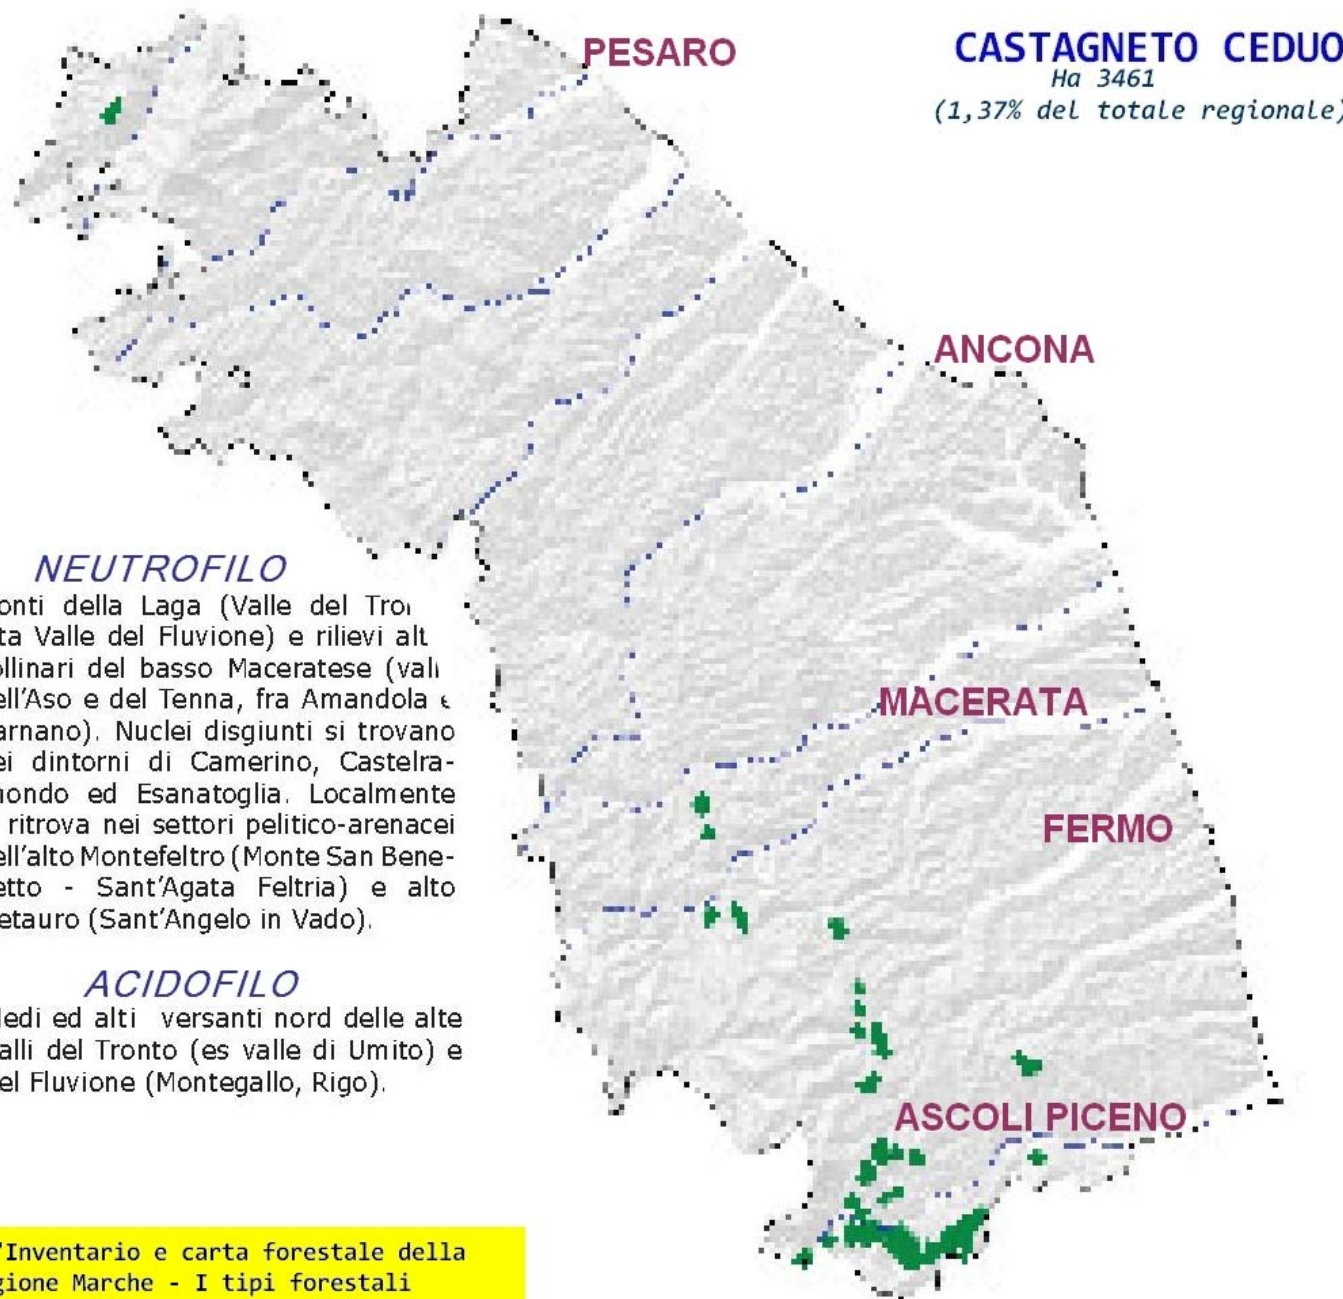 CASTAGNETO CEDUO
Ha 3461
(1,37% del totale regionale)
PESARO
ANCONA
MACERATA
FERMO
ASCOLI PICENO
NEUTROFILO
onti della Laga (Valle del Tro
ta Valle del Fluvione) e rilievi alt
ollinari del basso Maceratese (vall
ell'Aso e del Tenna, fra Amandola e
arnano). Nuclei disgiunti si trovano
ei dintorni di Camerino, Castelra-
ondo ed Esanatoglia. Localmente
ritrova nei settori pelitico-arenacei
ell'alto Montefeltro (Monte San Bene-
etto - Sant'Agata Feltria) e alto
etauro (Sant'Angelo in Vado).
ACIDOFILO
edi ed alti versanti nord delle alte
alli del Tronto (es valle di Umito) e
el Fluvione (Montegallo, Rigo).
'Inventario e carta forestale della
gione Marche - I tipi forestali